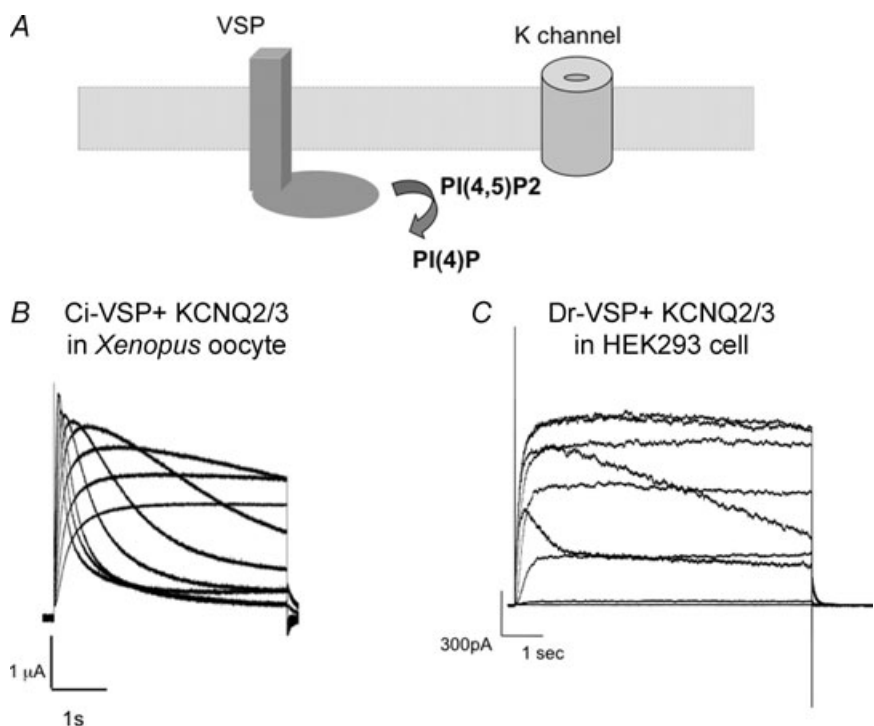 A
VSP
K channel
PI(4,5)P2
PI(4)P
B
Ci-VSP+ KCNQ2/3
in Xenopus oocyte
1 μA
1s
C
Dr-VSP+ KCNQ2/3
in HEK293 cell
300pA
1 sec